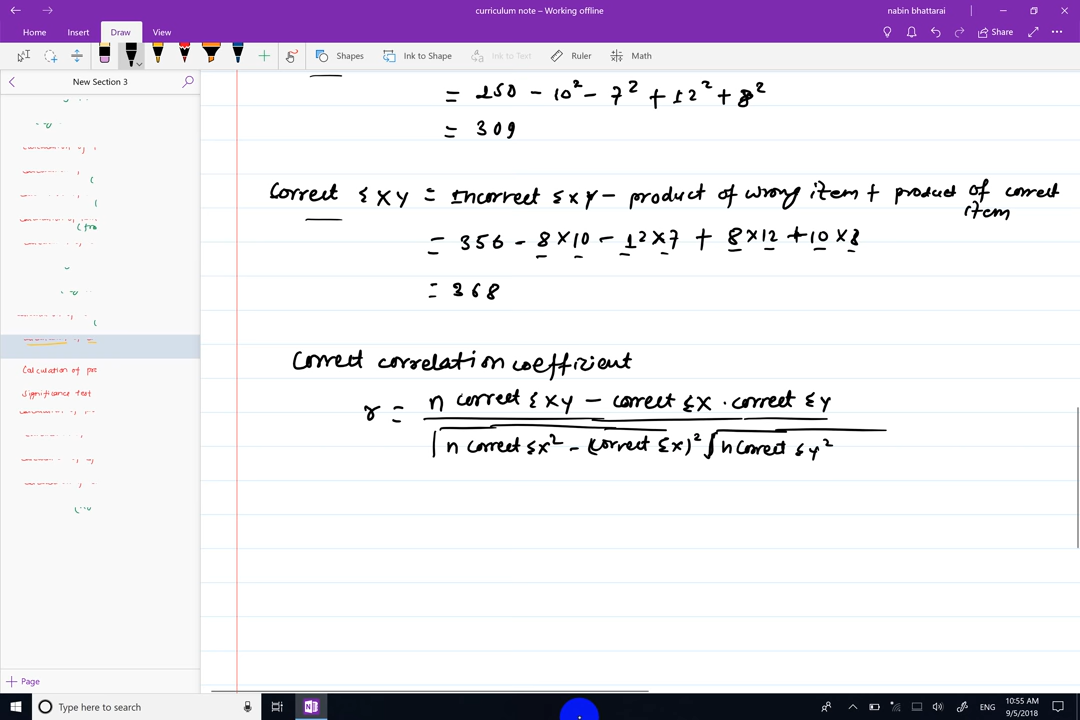 curriculum note – Working offline
nabin bhattarai
Home Insert Draw View
Share
Shapes Ink to Shape Ink to Text Ruler Math
New Section 3
= 250 - 10² - 7² + 12² + 8²
= 309
Correct ΣXY = Incorrect ΣXY - product of wrong item + product of correct item
= 356 - 8×10 - 12×7 + 8×12 + 10×8
= 368
Calculation of pr
Significance test
Correct correlation coefficient
r = n correct ΣXY - correct ΣX . correct ΣY
√n correct ΣX² - (correct ΣX)² √n correct ΣY²
+ Page
Type here to search
ENG
10:55 AM
9/5/2018